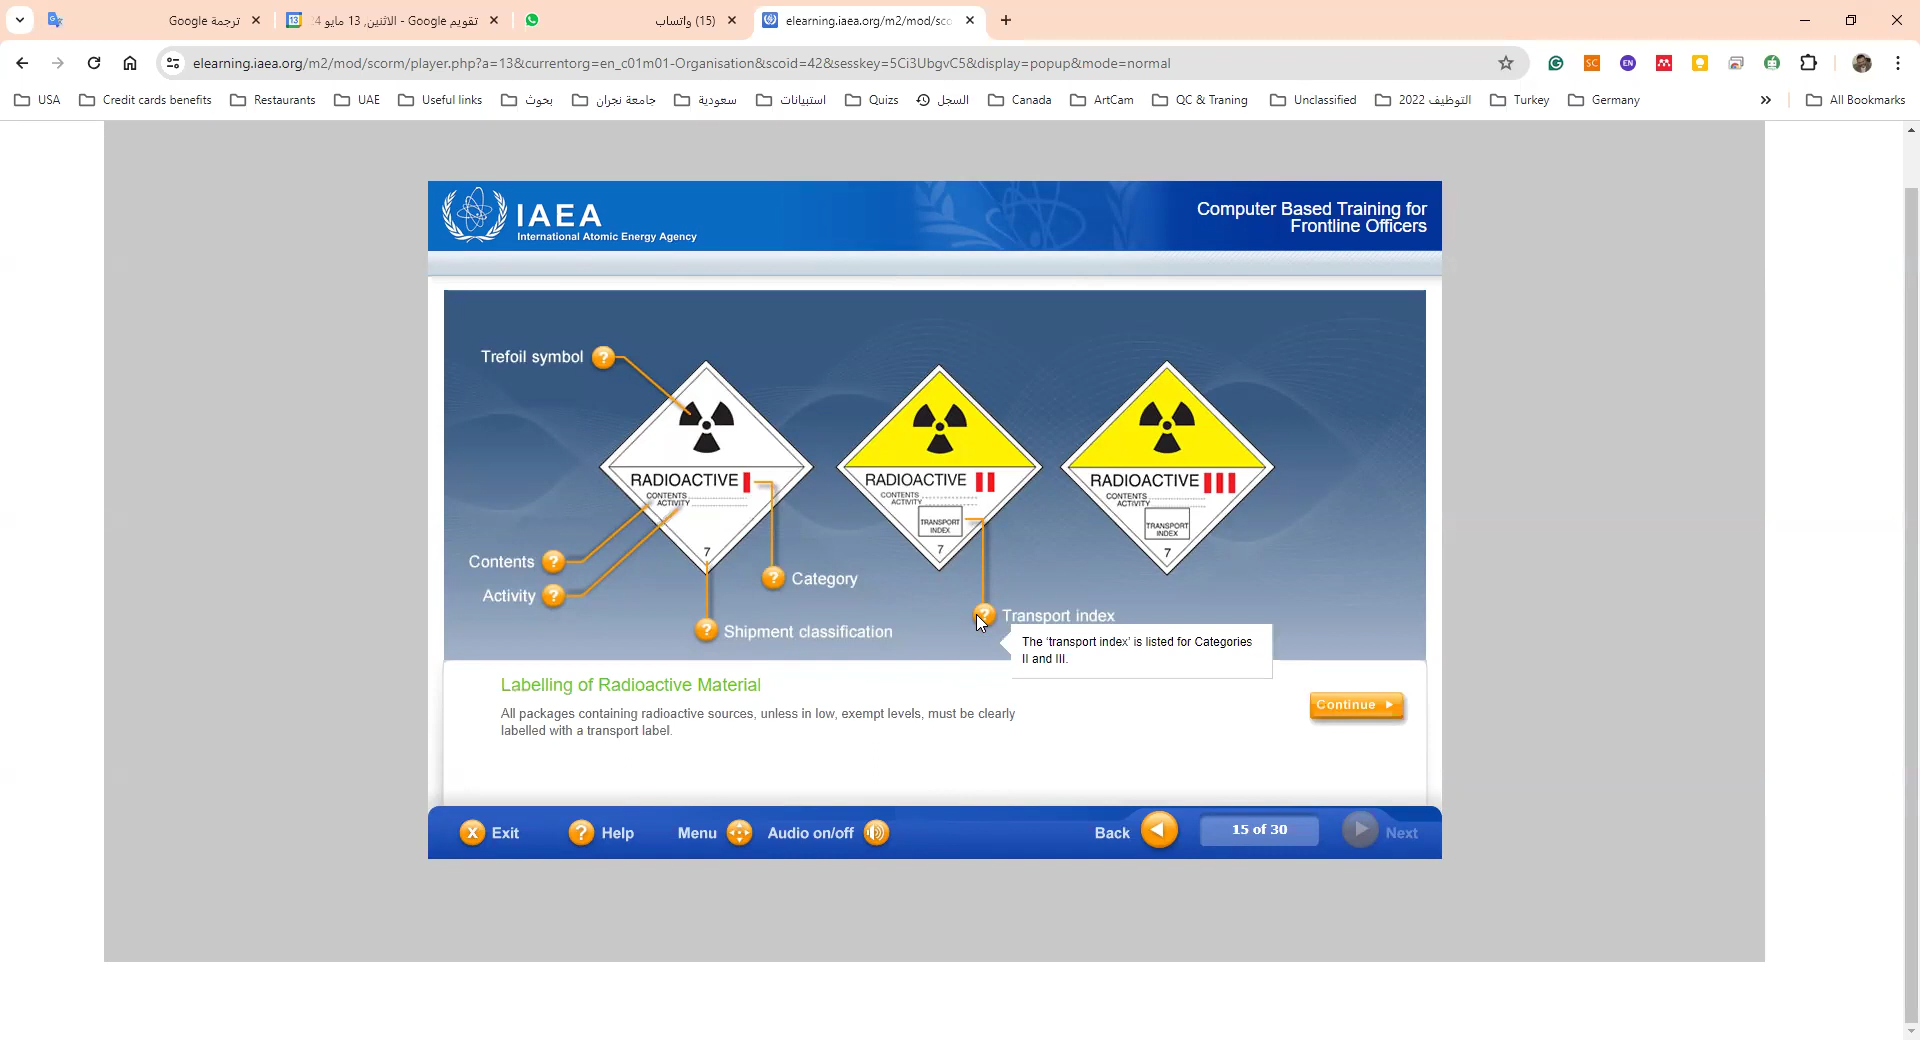 ترجمة Google
تقويم Google - الاثنين, 13 مايو 24
(15) واتساب
elearning.iaea.org/m2/mod/sco
elearning.iaea.org/m2/mod/scorm/player.php?a=13&currentorg=en_c01m01-Organisation&scoid=42&sesskey=5Ci3UbgvC5&display=popup&mode=normal
USA
Credit cards benefits
Restaurants
UAE
Useful links
بحوث
جامعة نجران
سعودية
استبيانات
Quizs
السجل
Canada
ArtCam
QC & Traning
Unclassified
التوظيف 2022
Turkey
Germany
All Bookmarks
IAEA
International Atomic Energy Agency
Computer Based Training for
Frontline Officers
Trefoil symbol
RADIOACTIVE I
CONTENTS
ACTIVITY
7
RADIOACTIVE II
CONTENTS
ACTIVITY
TRANSPORT
INDEX
7
RADIOACTIVE III
CONTENTS
ACTIVITY
TRANSPORT
INDEX
7
Contents
Activity
Category
Shipment classification
Transport index
The ‘transport index’ is listed for Categories
II and III.
Labelling of Radioactive Material
All packages containing radioactive sources, unless in low, exempt levels, must be clearly
labelled with a transport label.
Continue
Exit
Help
Menu
Audio on/off
Back
15 of 30
Next